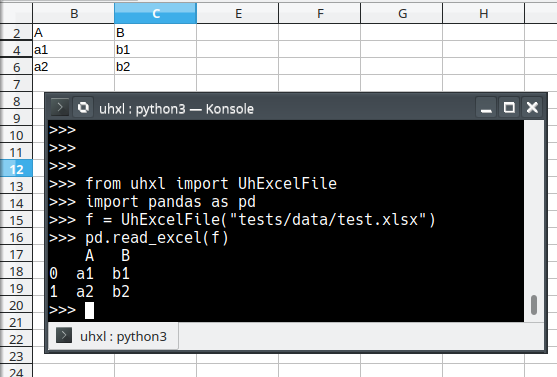 B C E F G H
2 A B
4 a1 b1
6 a2 b2
7
8
9
10
11
12
13
14
15
16
17
18
19
20
21
22
23
24
uhxl : python3 — Konsole
>>>
>>>
>>>
>>> from uhxl import UhExcelFile
>>> import pandas as pd
>>> f = UhExcelFile("tests/data/test.xlsx")
>>> pd.read_excel(f)
A B
0 a1 b1
1 a2 b2
>>>
uhxl : python3